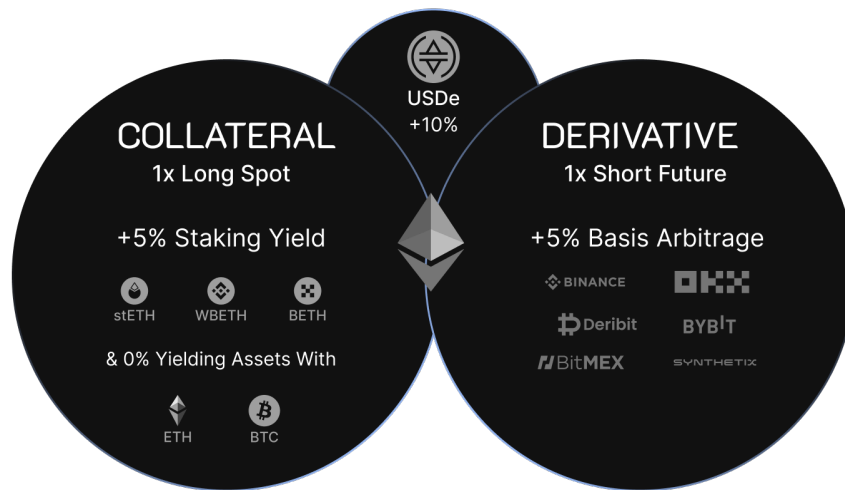 USDe
+10%
COLLATERAL
1x Long Spot
+5% Staking Yield
stETH WBETH BETH
& 0% Yielding Assets With
ETH BTC
DERIVATIVE
1x Short Future
+5% Basis Arbitrage
BINANCE OKX
Deribit BYBIT
BitMEX SYNTHETIX